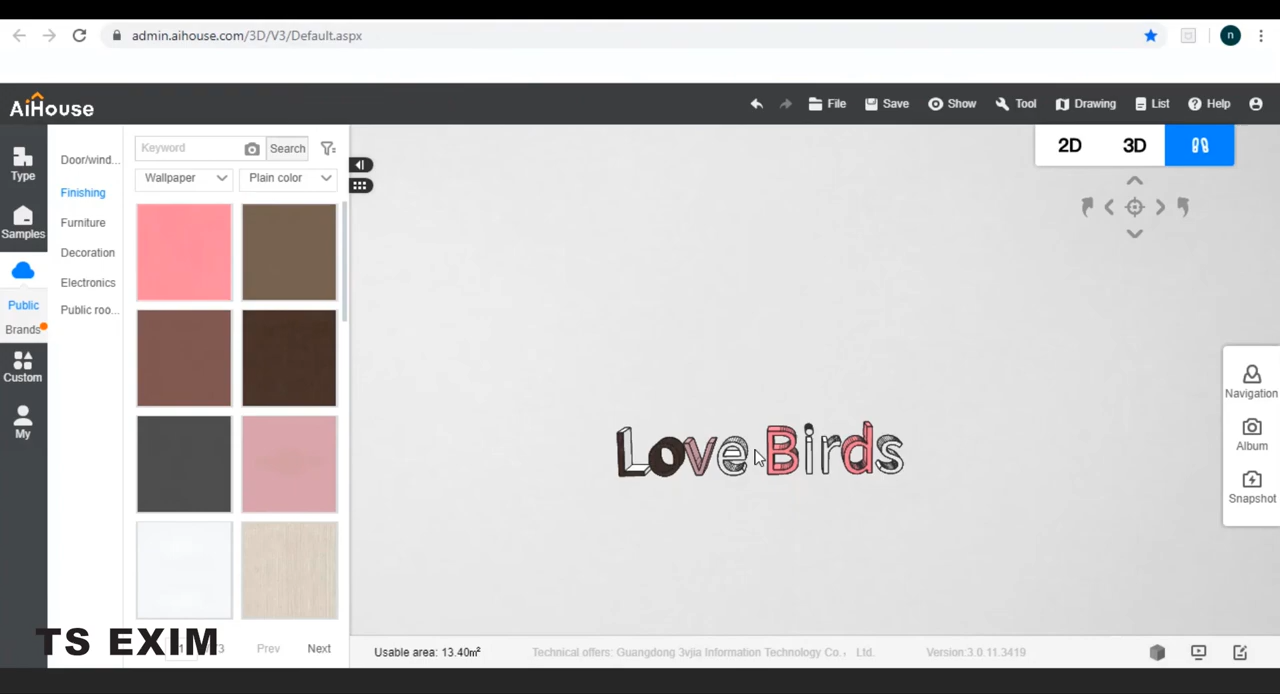 admin.aihouse.com/3D/V3/Default.aspx
n
AiHouse
File
Save
Show
Tool
Drawing
List
Help
Type
Samples
Public
Brands
Custom
My
Door/wind...
Finishing
Furniture
Decoration
Electronics
Public roo...
Keyword
Search
Wallpaper
Plain color
2D
3D
Love Birds
Navigation
Album
Snapshot
TS EXIM
3
Prev
Next
Usable area: 13.40m²
Technical offers: Guangdong 3vjia Information Technology Co., Ltd.
Version:3.0.11.3419